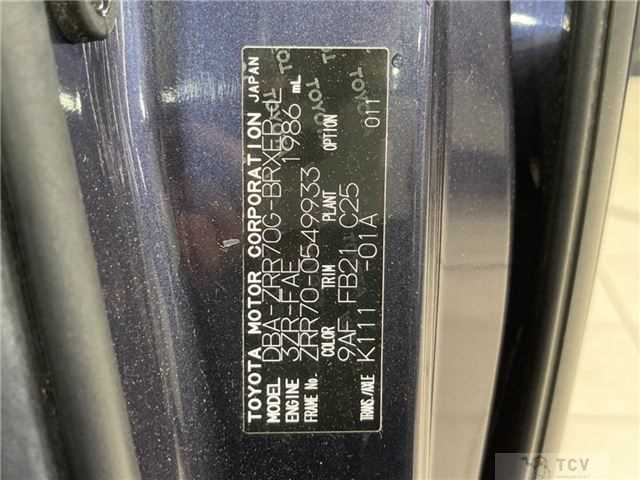 TOYOTA MOTOR CORPORATION JAPAN
MODEL DBA-ZRR70G-BRXEP
ENGINE 3ZR-FAE 1986 mL
FRAME No. ZRR70-0549933
COLOR TRIM PLANT OPTION
9AF FB21 C25 011
TRANS./AXLE K111 -01A
TCV